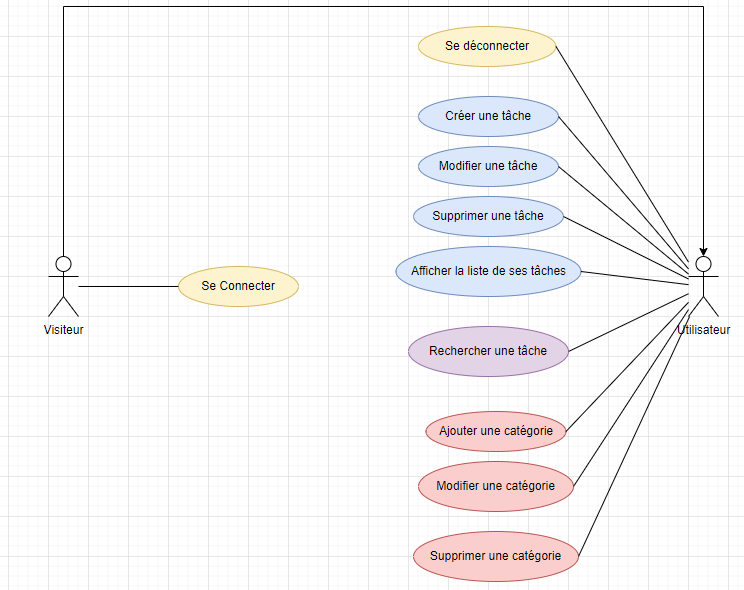 Se déconnecter
Créer une tâche
Modifier une tâche
Supprimer une tâche
Afficher la liste de ses tâches
Se Connecter
Visiteur
Utilisateur
Rechercher une tâche
Ajouter une catégorie
Modifier une catégorie
Supprimer une catégorie